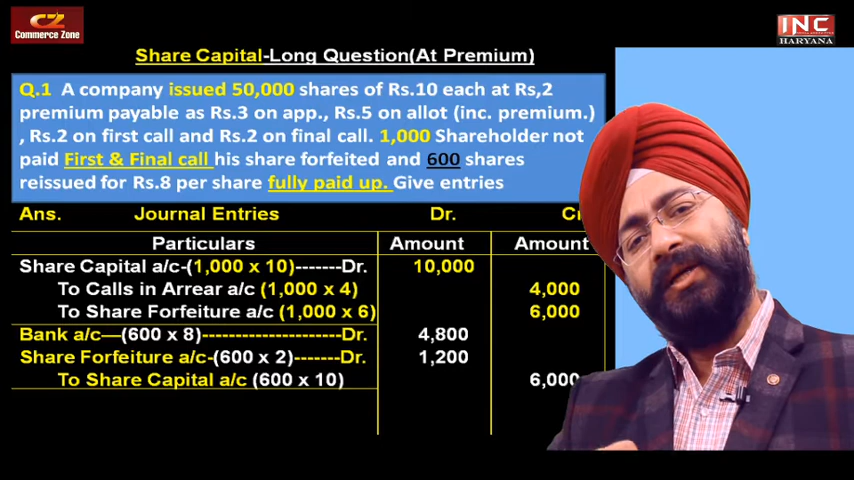 CZ
Commerce Zone
INC
HARYANA
Share Capital-Long Question(At Premium)
Q.1 A company issued 50,000 shares of Rs.10 each at Rs,2
premium payable as Rs.3 on app., Rs.5 on allot (inc. premium.)
, Rs.2 on first call and Rs.2 on final call. 1,000 Shareholder not
paid First & Final call his share forfeited and 600 shares
reissued for Rs.8 per share fully paid up. Give entries
Ans. Journal Entries Dr. Cr
Particulars Amount Amount
Share Capital a/c-(1,000 x 10)-------Dr. 10,000
To Calls in Arrear a/c (1,000 x 4) 4,000
To Share Forfeiture a/c (1,000 x 6) 6,000
Bank a/c—(600 x 8)---------------------Dr. 4,800
Share Forfeiture a/c-(600 x 2)-------Dr. 1,200
To Share Capital a/c (600 x 10) 6,000